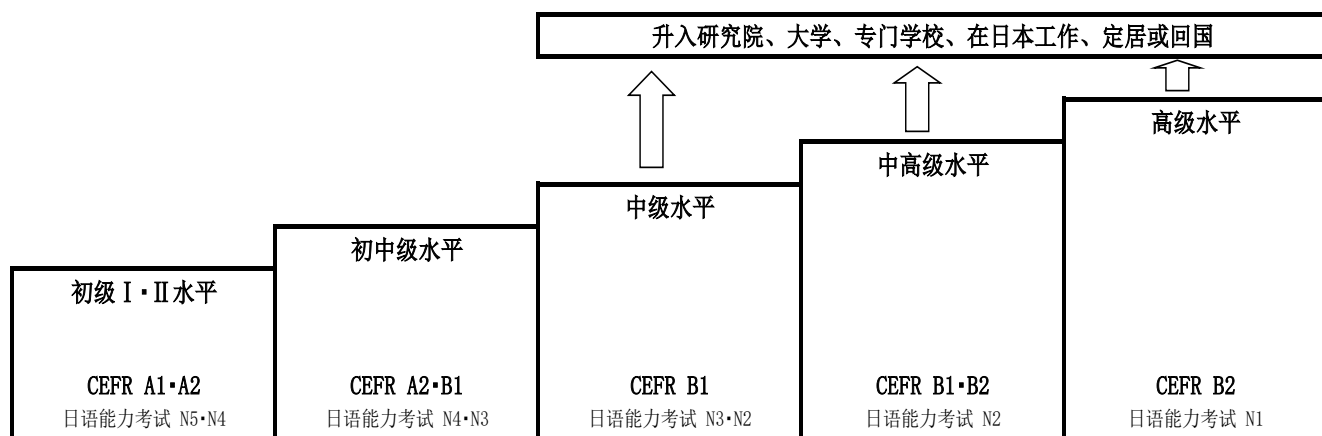 升入研究院、大学、专门学校、在日本工作、定居或回国
高级水平
中高级水平
中级水平
初中级水平
初级Ⅰ·Ⅱ水平
CEFR A1·A2
日语能力考试 N5·N4
CEFR A2·B1
日语能力考试 N4·N3
CEFR B1
日语能力考试 N3·N2
CEFR B1·B2
日语能力考试 N2
CEFR B2
日语能力考试 N1